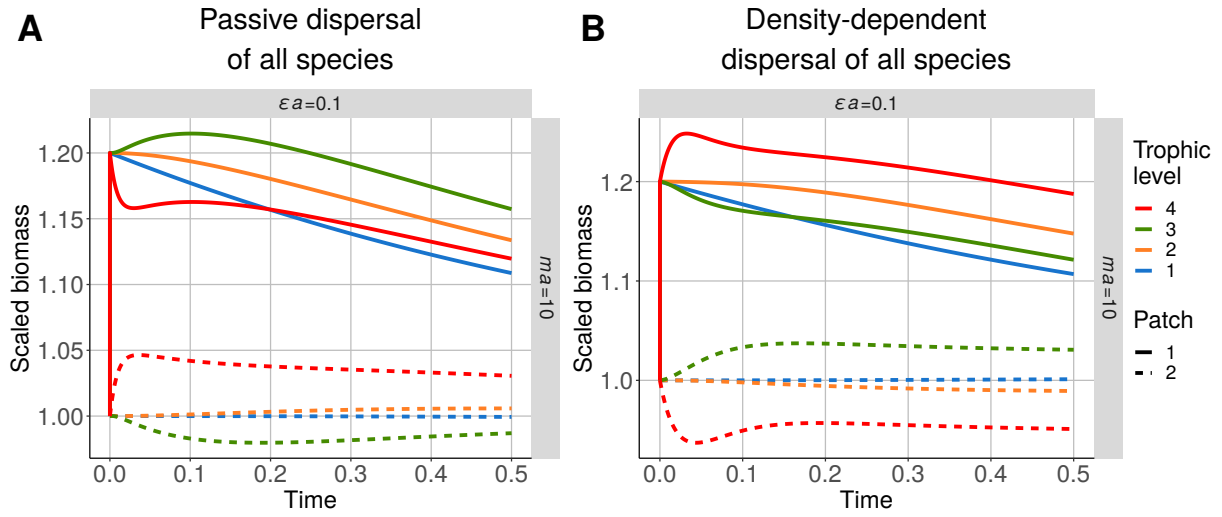 A
Passive dispersal
of all species
εa=0.1
1.20
1.15
1.10
1.05
1.00
Scaled biomass
0.0 0.1 0.2 0.3 0.4 0.5
Time
ma=10
B
Density-dependent
dispersal of all species
εa=0.1
1.2
1.1
1.0
Scaled biomass
0.0 0.1 0.2 0.3 0.4 0.5
Time
ma=10
Trophic
level
4
3
2
1
Patch
1
2